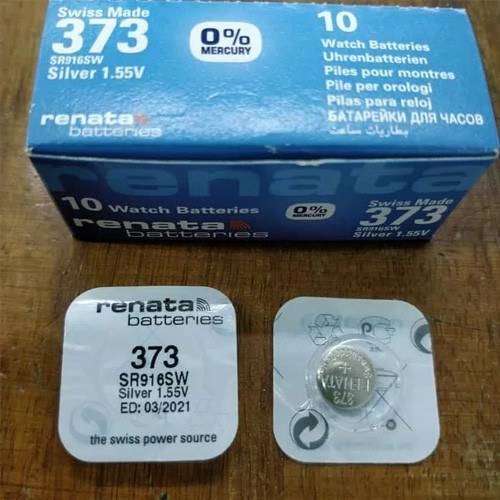 Swiss Made
373
SR916SW
Silver 1.55V
renata
batteries
0%
MERCURY
10
Watch Batteries
Uhrenbatterien
Piles pour montres
Pile per orologi
Pilas para reloj
БАТАРЕЙКИ ДЛЯ ЧАСОВ
بطاريات ساعت
renata
10 Watch Batteries
renata
batteries
0%
MERCURY
Swiss Made
373
SR916SW
Silver 1.55V
renata
batteries
373
SR916SW
Silver 1.55V
ED: 03/2021
the swiss power source
+
RENATA
373